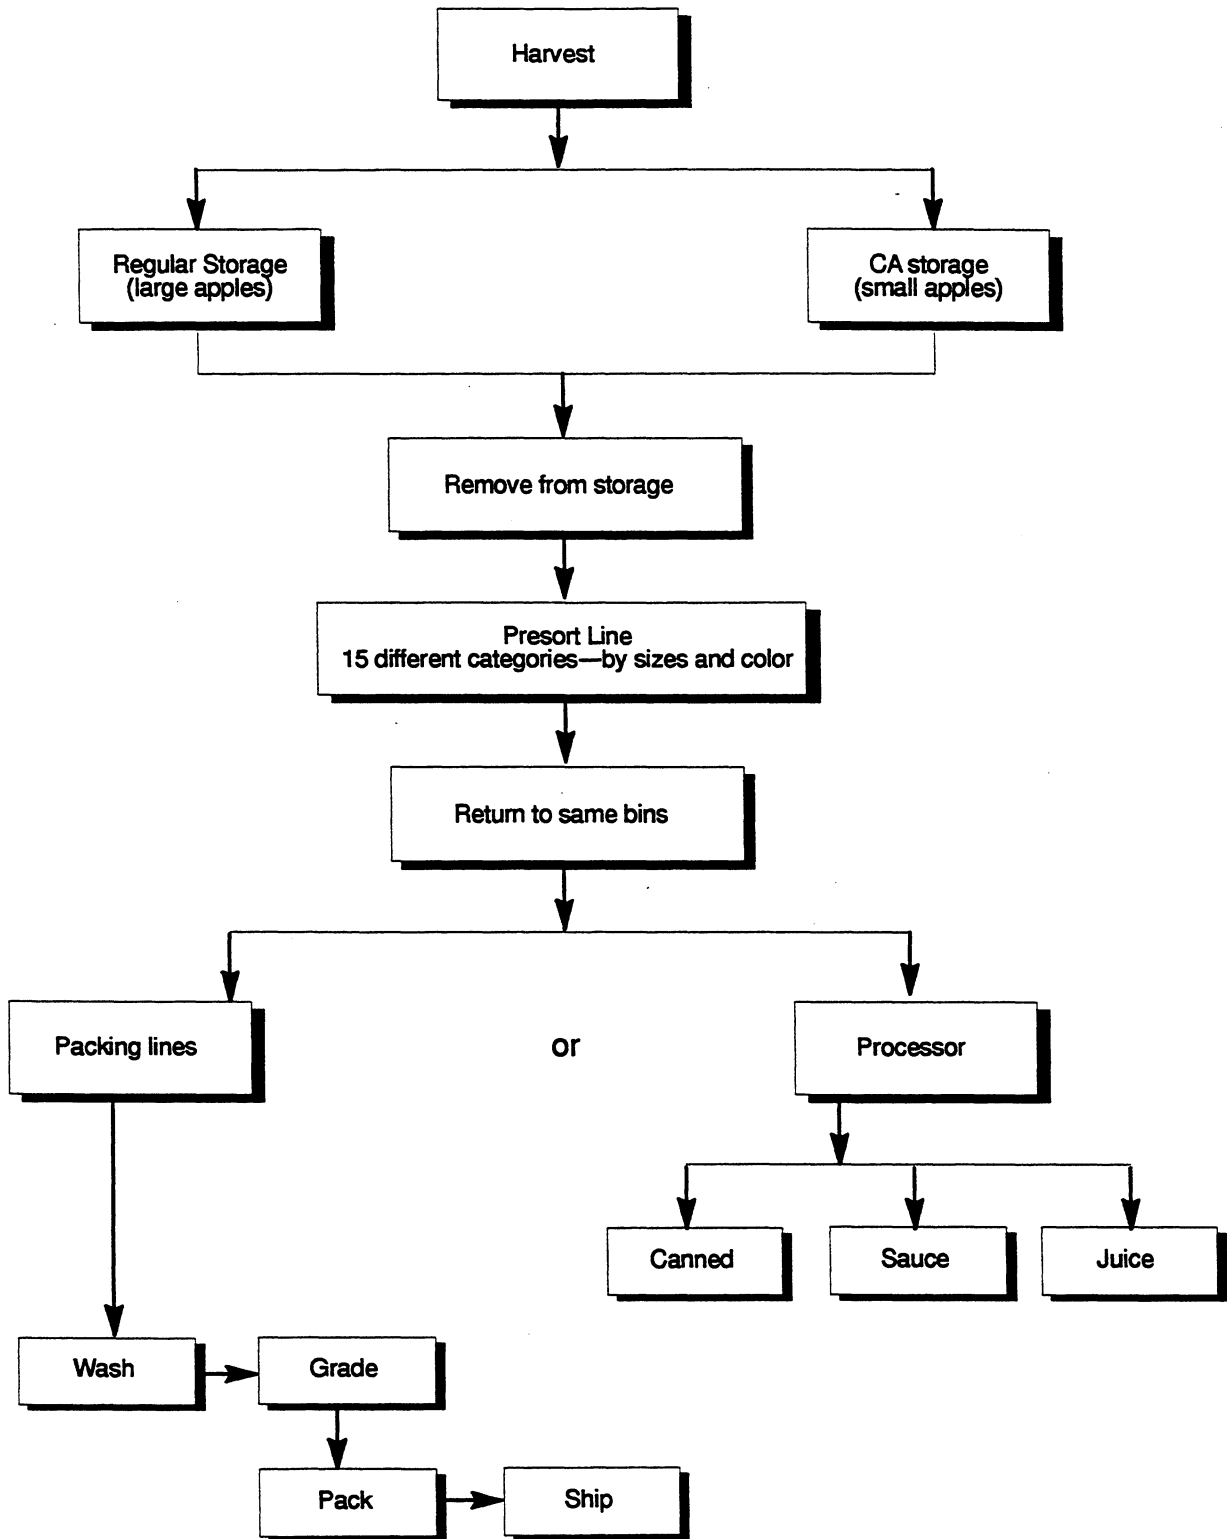 Harvest
Regular Storage
(large apples)
CA storage
(small apples)
Remove from storage
Presort Line
15 different categories—by sizes and color
Return to same bins
Packing lines
or
Processor
Canned
Sauce
Juice
Wash
Grade
Pack
Ship